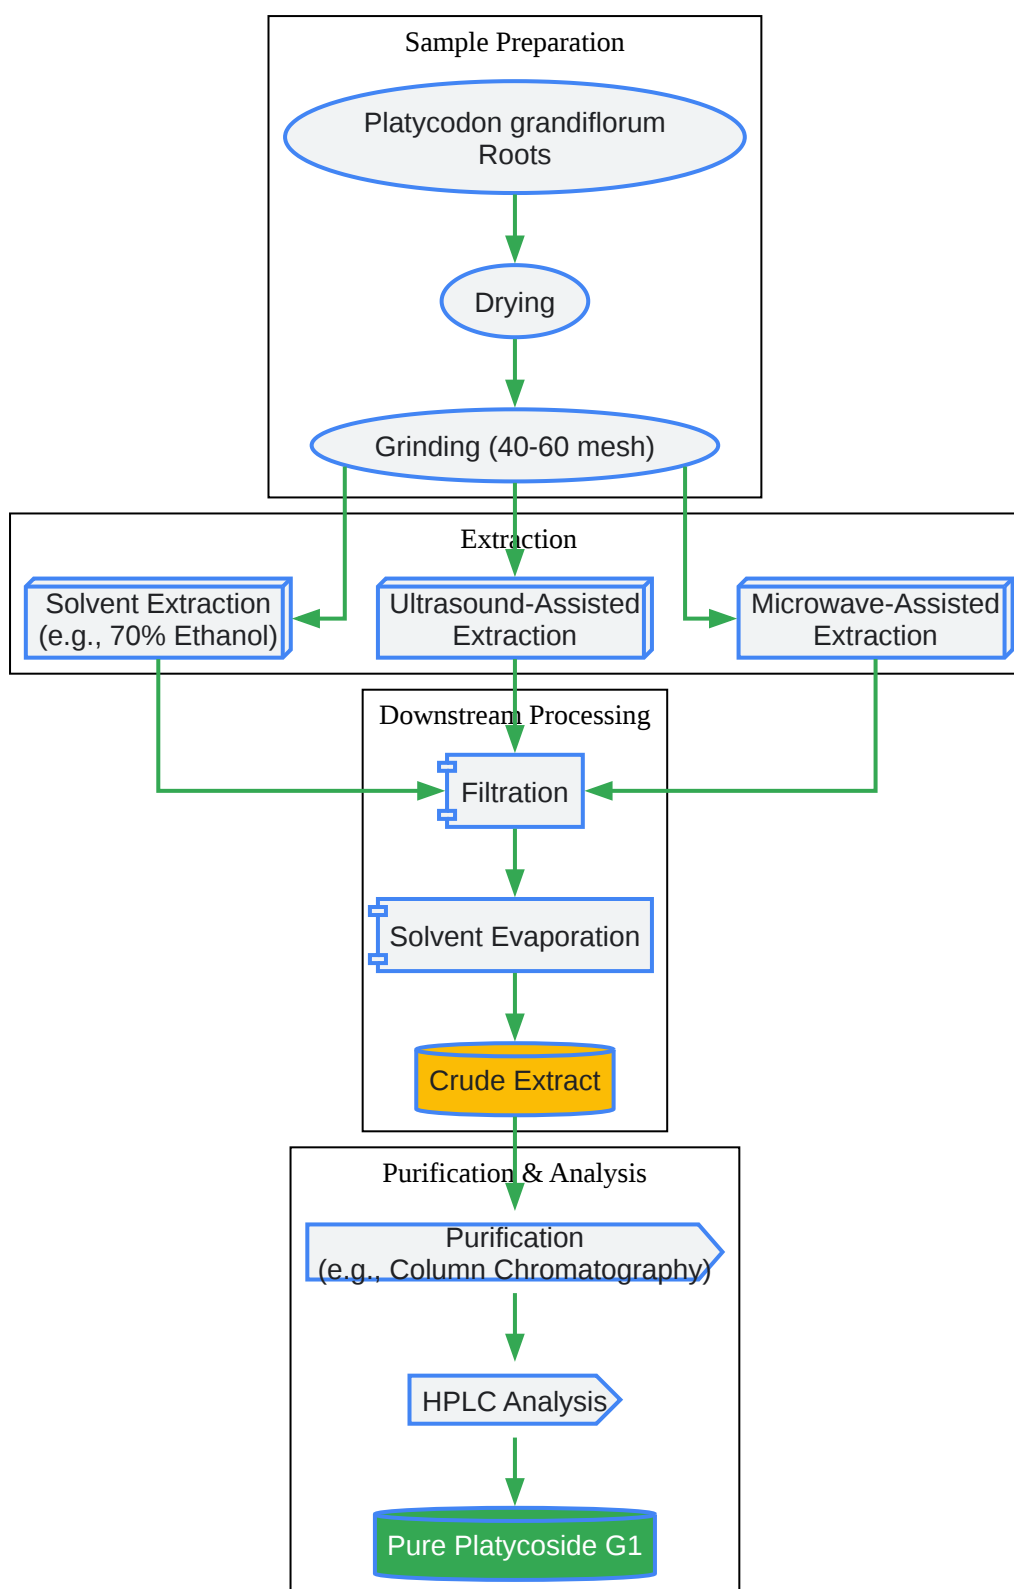 Sample Preparation
Platycodon grandiflorum
Roots
Drying
Grinding (40-60 mesh)
Extraction
Solvent Extraction
(e.g., 70% Ethanol)
Ultrasound-Assisted
Extraction
Microwave-Assisted
Extraction
Downstream Processing
Filtration
Solvent Evaporation
Crude Extract
Purification & Analysis
Purification
(e.g., Column Chromatography)
HPLC Analysis
Pure Platycoside G1